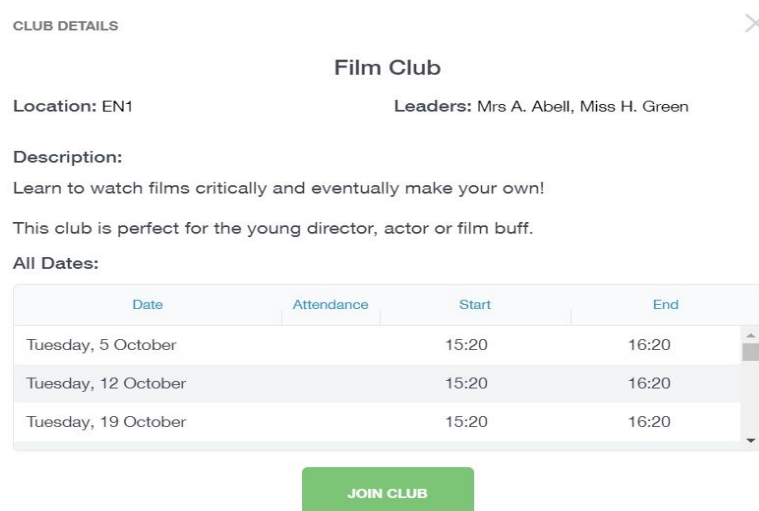 CLUB DETAILS
Film Club
Location: EN1 Leaders: Mrs A. Abell, Miss H. Green
Description:
Learn to watch films critically and eventually make your own!
This club is perfect for the young director, actor or film buff.
All Dates:
Date Attendance Start End
Tuesday, 5 October 15:20 16:20
Tuesday, 12 October 15:20 16:20
Tuesday, 19 October 15:20 16:20
JOIN CLUB